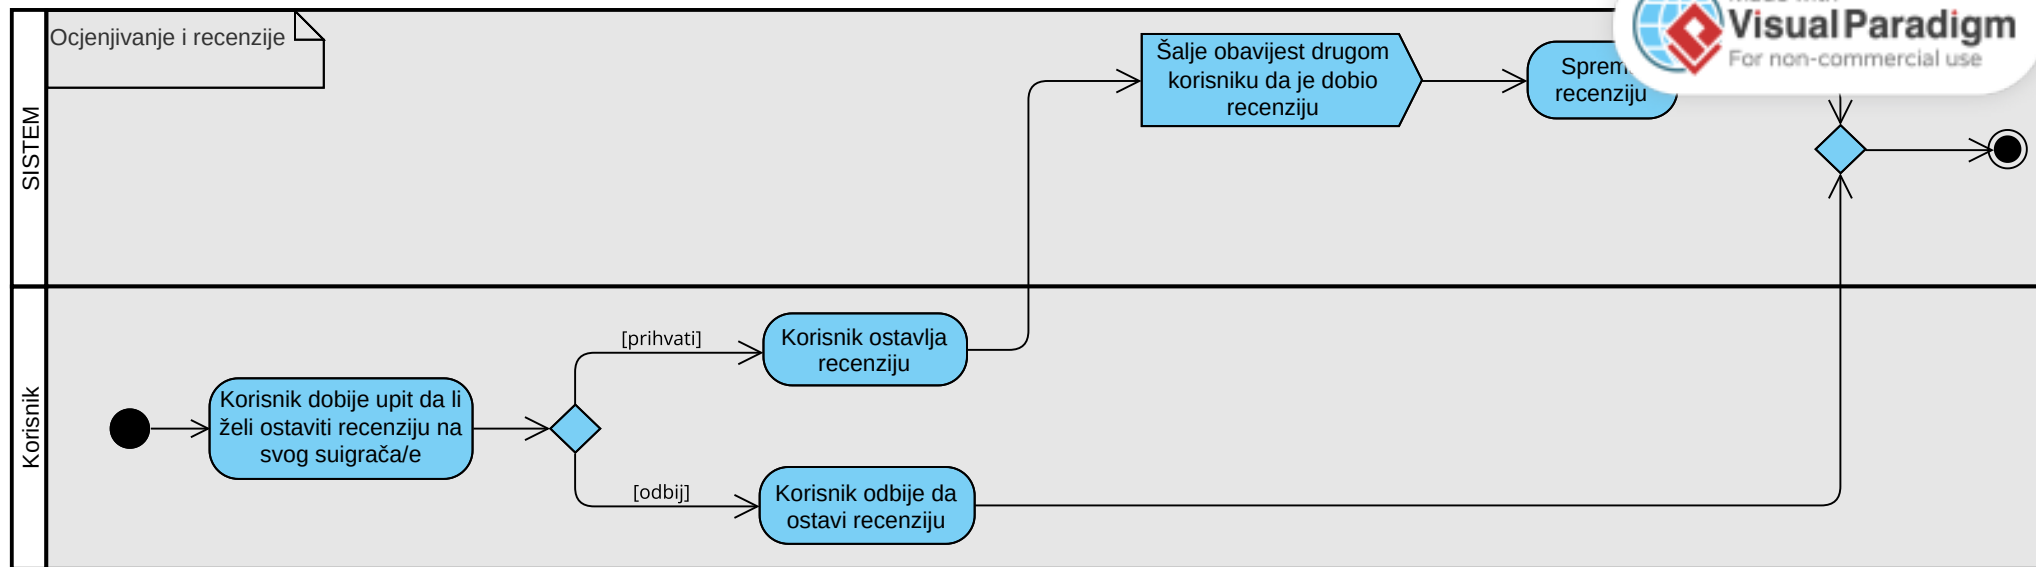 Ocjenjivanje i recenzije
SISTEM
Šalje obavijest drugom
korisniku da je dobio
recenziju
recenziju
Visual Paradigm
For non-commercial use
Korisnik
Korisnik dobije upit da li
želi ostaviti recenziju na
svog suigrača/e
[prihvati]
Korisnik ostavlja
recenziju
[odbij]
Korisnik odbije da
ostavi recenziju